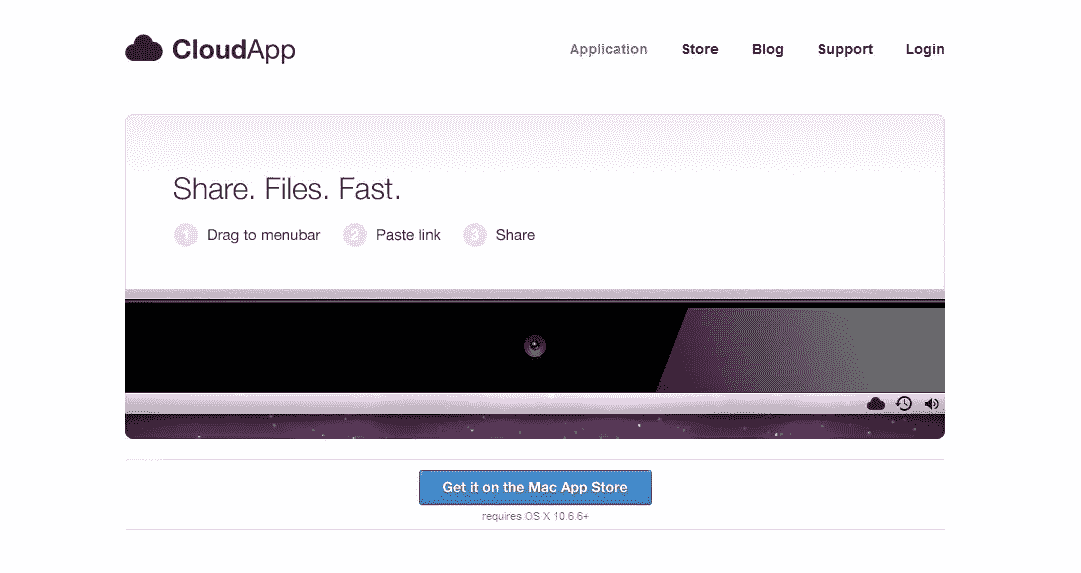 CloudApp
Application Store Blog Support Login
Share. Files. Fast.
1 Drag to menubar 2 Paste link 3 Share
Get it on the Mac App Store
requires OS X 10.6.6+